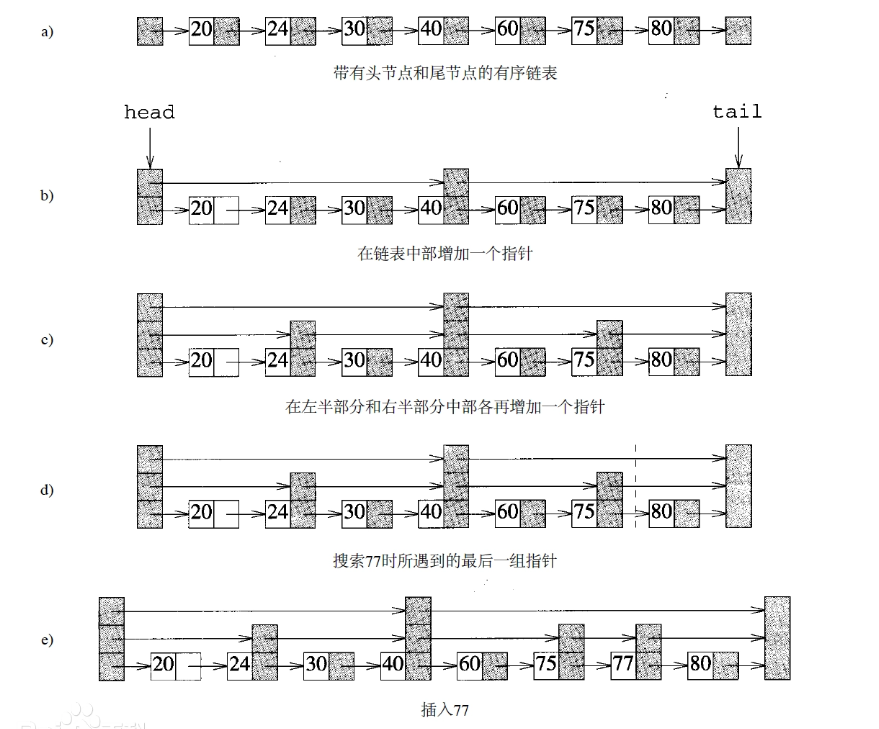 a) 20 24 30 40 60 75 80
带有头节点和尾节点的有序链表
head tail
b) 20 24 30 40 60 75 80
在链表中部增加一个指针
c) 20 24 30 40 60 75 80
在左半部分和右半部分中部各再增加一个指针
d) 20 24 30 40 60 75 80
搜索77时所遇到的最后一组指针
e) 20 24 30 40 60 75 77 80
插入77